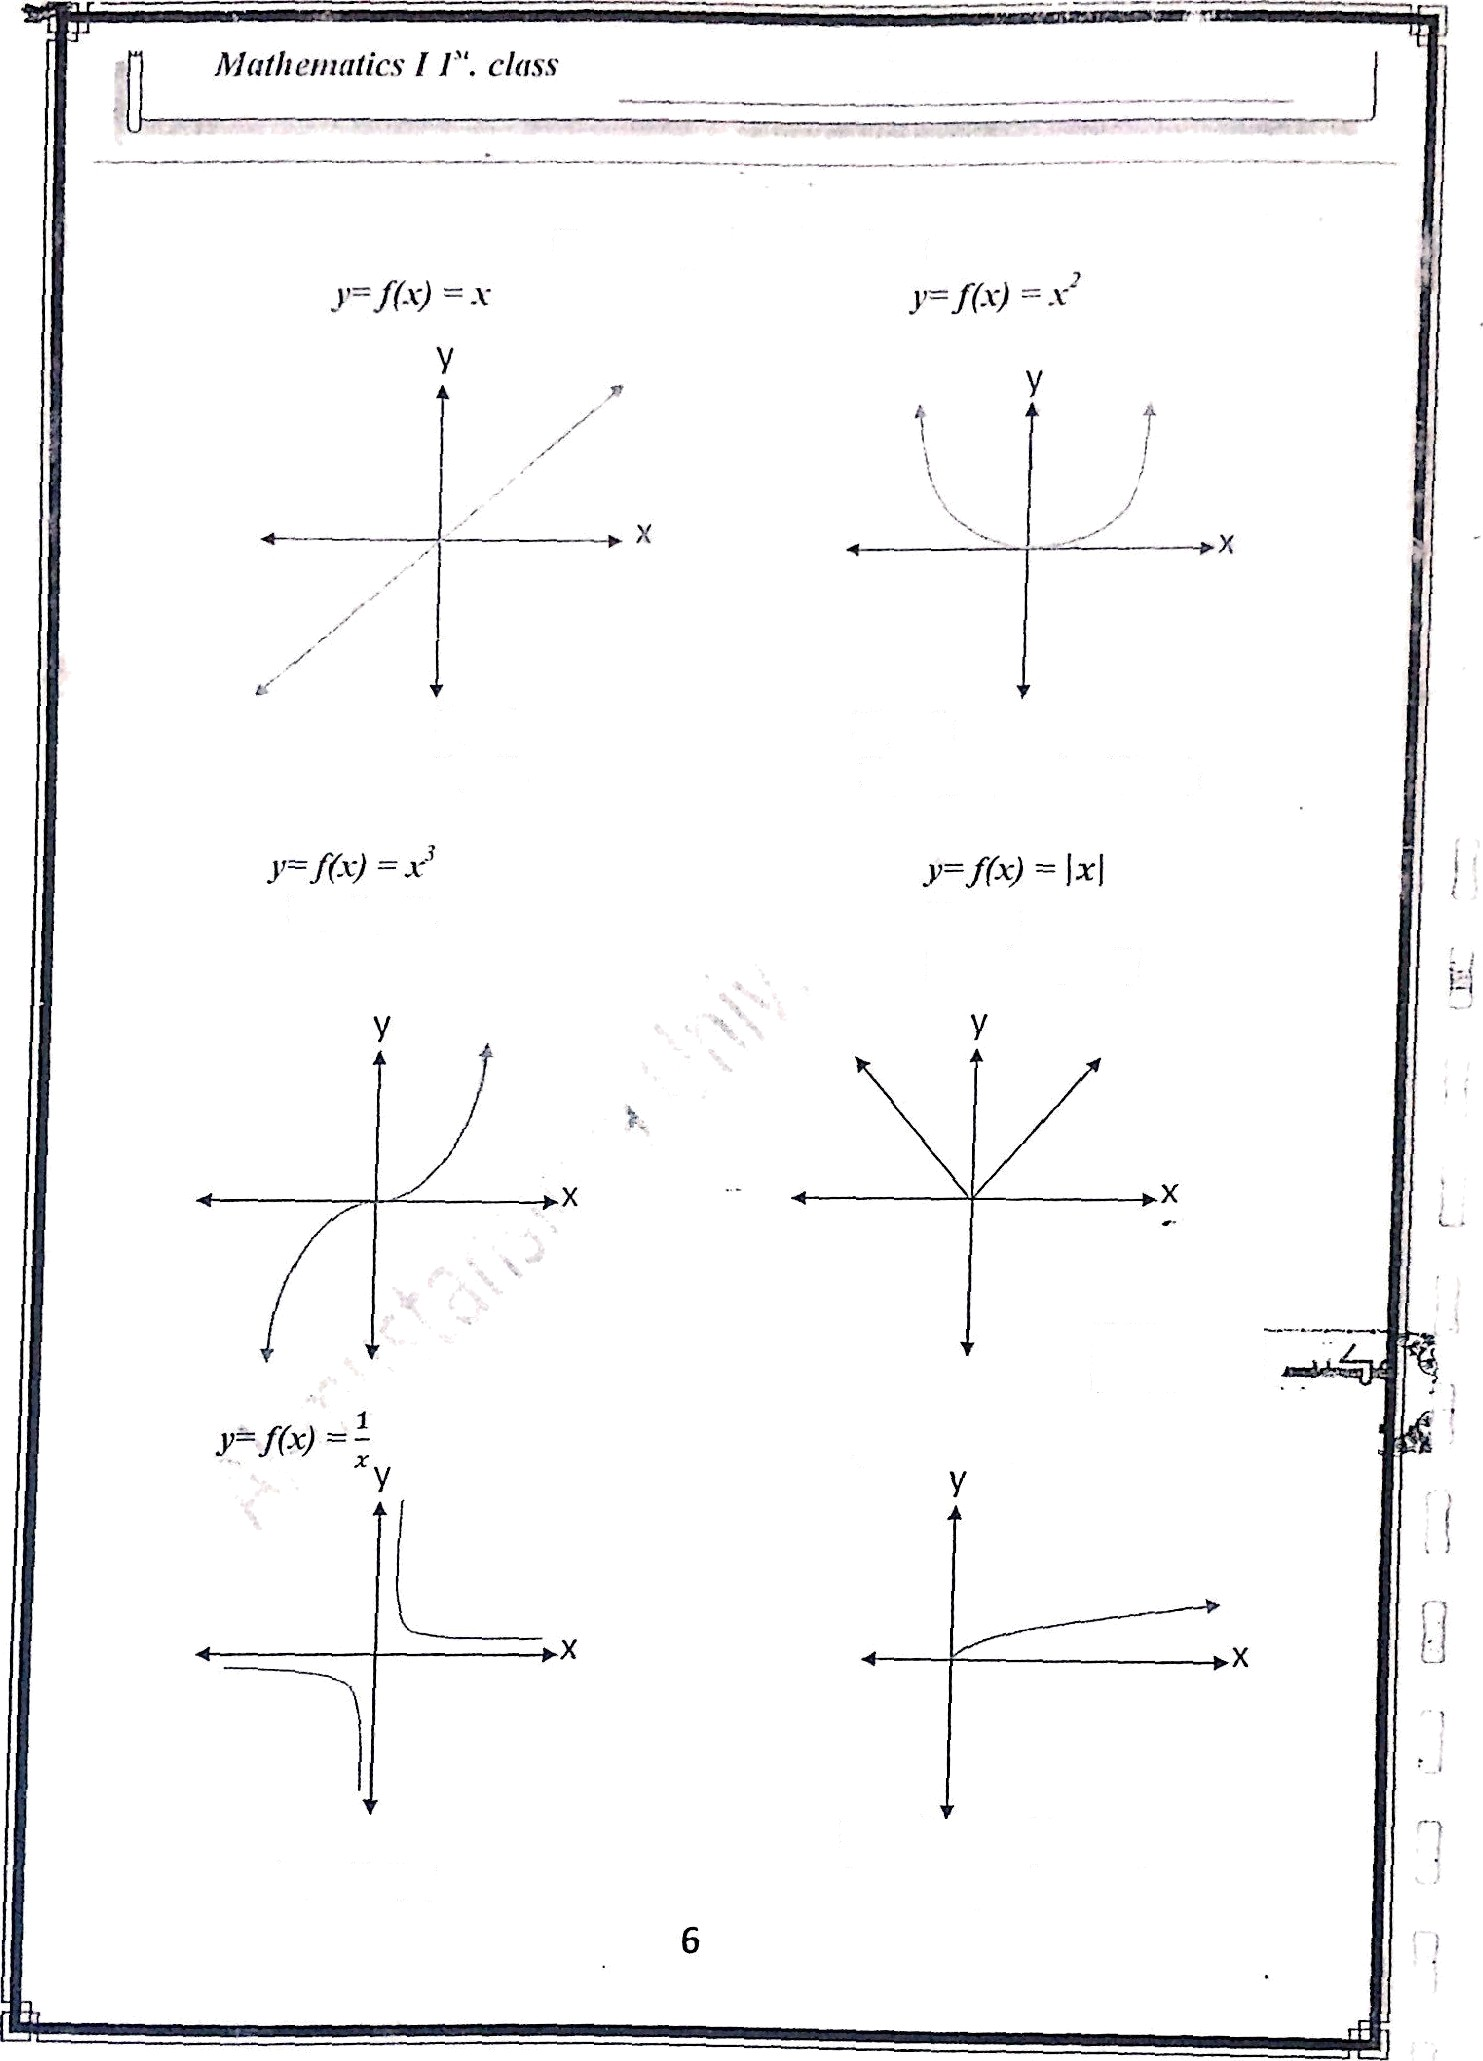 Mathematics I 1st. class
y= f(x) = x
y= f(x) = x²
y
x
y
x
y= f(x) = x³
y= f(x) = |x|
y
x
y
x
y= f(x) = 1/x
y
x
y
x
6